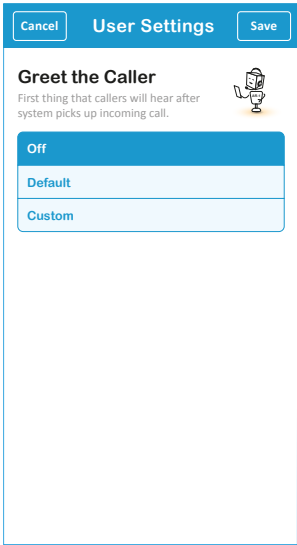 Cancel User Settings Save
Greet the Caller
First thing that callers will hear after
system picks up incoming call.
Off
Default
Custom